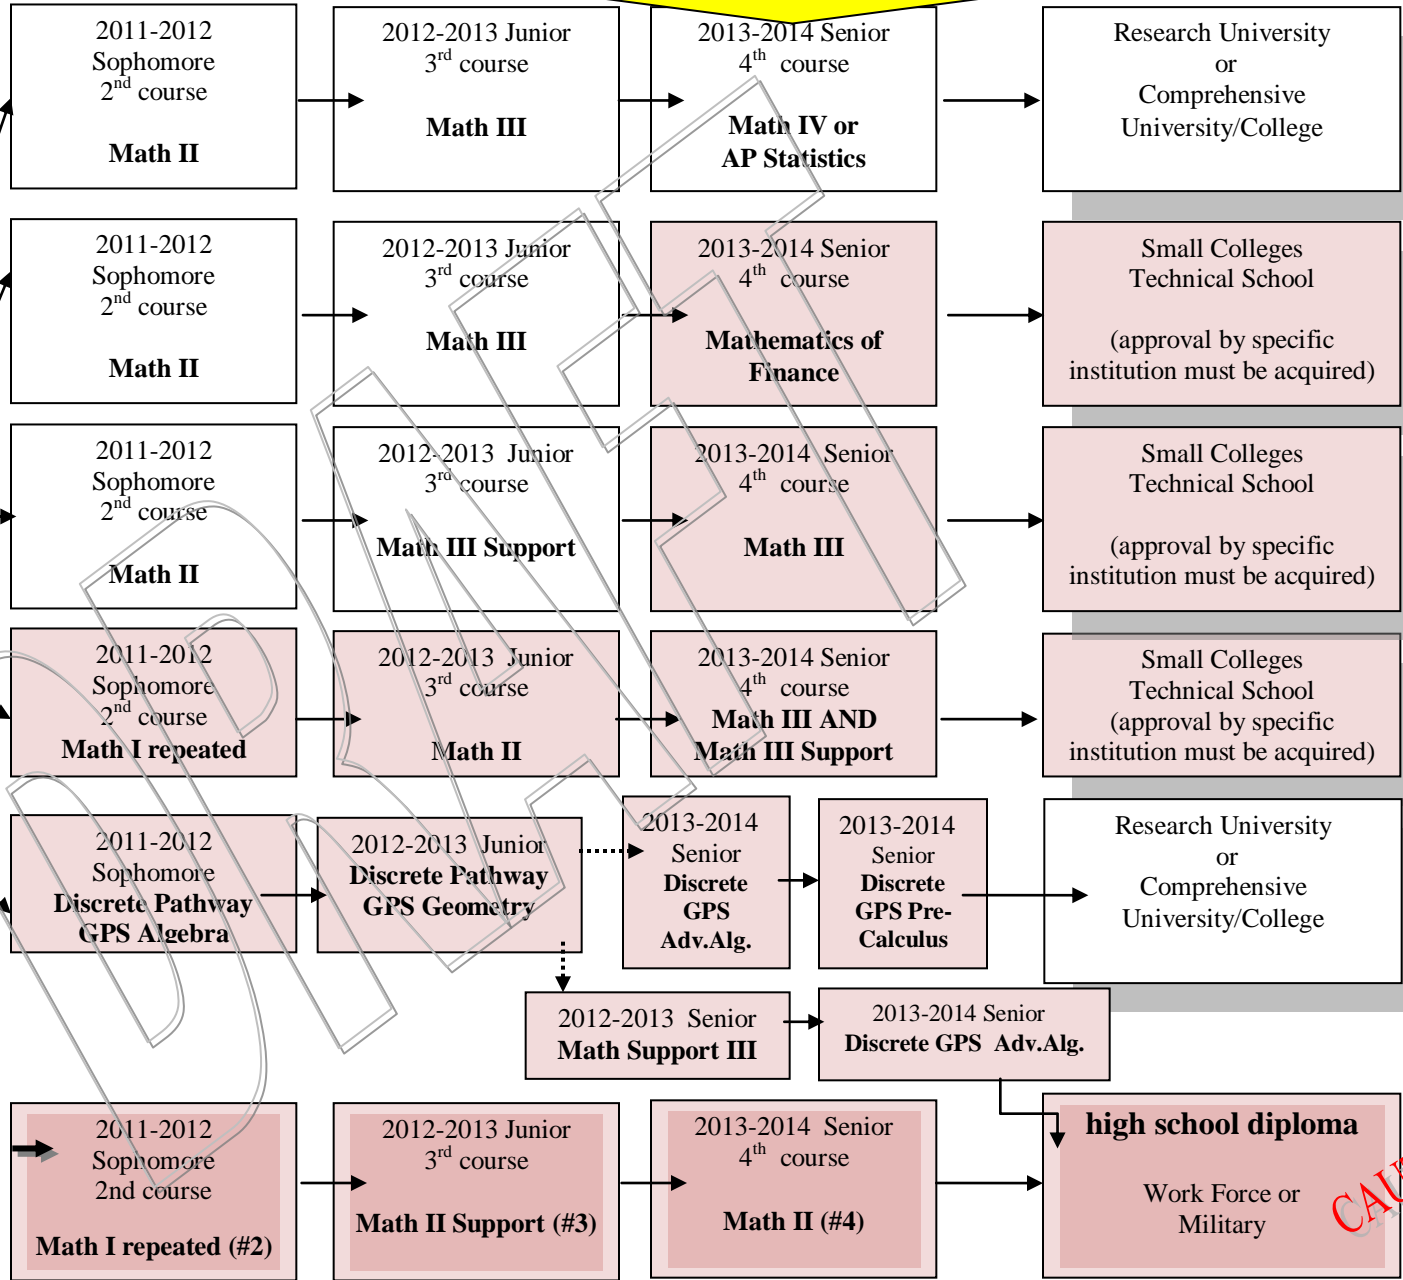 2011-2012
Sophomore
2nd course
Math II
2012-2013 Junior
3rd course
Math III
2013-2014 Senior
4th course
Math IV or
AP Statistics
Research University
or
Comprehensive
University/College
2011-2012
Sophomore
2nd course
Math II
2012-2013 Junior
3rd course
Math III
2013-2014 Senior
4th course
Mathematics of
Finance
Small Colleges
Technical School
(approval by specific
institution must be acquired)
2011-2012
Sophomore
2nd course
Math II
2012-2013 Junior
3rd course
Math III Support
2013-2014 Senior
4th course
Math III
Small Colleges
Technical School
(approval by specific
institution must be acquired)
2011-2012
Sophomore
2nd course
Math I repeated
2012-2013 Junior
3rd course
Math II
2013-2014 Senior
4th course
Math III AND
Math III Support
Small Colleges
Technical School
(approval by specific
institution must be acquired)
2011-2012
Sophomore
Discrete Pathway
GPS Algebra
2012-2013 Junior
Discrete Pathway
GPS Geometry
2013-2014
Senior
Discrete
GPS
Adv.Alg.
2013-2014
Senior
Discrete
GPS Pre-
Calculus
Research University
or
Comprehensive
University/College
2012-2013 Senior
Math Support III
2013-2014 Senior
Discrete GPS Adv.Alg.
2011-2012
Sophomore
2nd course
Math I repeated (#2)
2012-2013 Junior
3rd course
Math II Support (#3)
2013-2014 Senior
4th course
Math II (#4)
high school diploma
Work Force or
Military
DRAFT